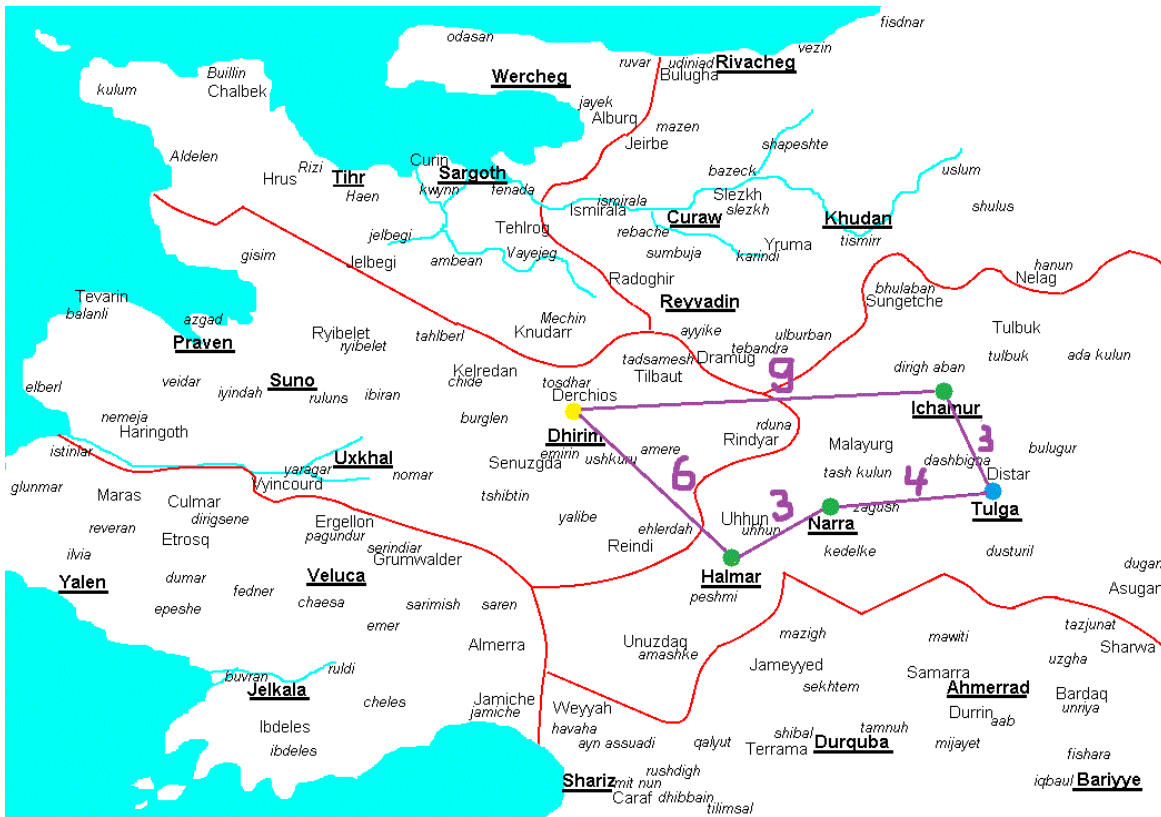 fisdnar
odasan
vezin
ruvar
udiniad
Rivacheg
Bulugha
Wercheg
Buillin
Chalbek
kulum
jayek
Alburq
mazen
Jeirbe
shapeshte
Aldelen
Rizi
Hrus
Tihr
Haen
Curin
Sargoth
kwynn
fenada
bazeck
uslum
Slezkh
slezkh
ismirala
Ismirala
Curaw
Khudan
shulus
rebache
Tehlrog
jelbegi
Jelbegi
ambean
Vayejeg
sumbuja
karindi
Yruma
tismirr
gisim
Radoghir
hanun
Nelag
bhulaban
Sungetche
Reyvadin
Tevarin
balanli
azgad
Praven
Ryibelet
ryibelet
tahlberl
Mechin
Knudarr
ayyike
ulburban
tebandra
Dramug
tadsamesh
Tilbaut
Tulbuk
tulbuk
ada kulun
dirigh aban
elberl
veidar
iyindah
Suno
ruluns
ibiran
Kelredan
chide
tosdhar
Derchios
9
Ichamur
nemeja
Haringoth
burglen
Dhirim
emirin
ushkuru
amere
rduna
Rindyar
Malayurg
3
bulugur
istinlar
glunmar
Uxkhal
yaragar
Vyincourd
nomar
Senuzgda
tshibtin
6
tash kulun
dashbigha
Distar
4
Maras
Culmar
dirigsene
reveran
Etrosq
Ergellon
pagundur
serindiar
Grumwalder
yalibe
ehlerdah
Reindi
Uhhun
uhhun
3
Narra
zagush
Tulga
kedelke
dusturil
ilvia
Yalen
dumar
epeshe
fedner
Veluca
chaesa
emer
sarimish
saren
Halmar
peshmi
dugan
Asugan
tazjunat
Almerra
Unuzdaq
amashke
mazigh
mawiti
Sharwa
uzgha
buvran
Jelkala
ruldi
Jameyyed
sekhtem
Samarra
Ahmerrad
Bardaq
unriya
Ibdeles
ibdeles
cheles
Jamiche
jamiche
Weyyah
havaha
ayn assuadi
qalyut
shibal
Terrama
Durquba
tamnuh
Durrin
aab
mijayet
fishara
Shariz
mit nun
rushdigh
Caraf
dhibbain
tilimsal
iqbaul
Bariyye